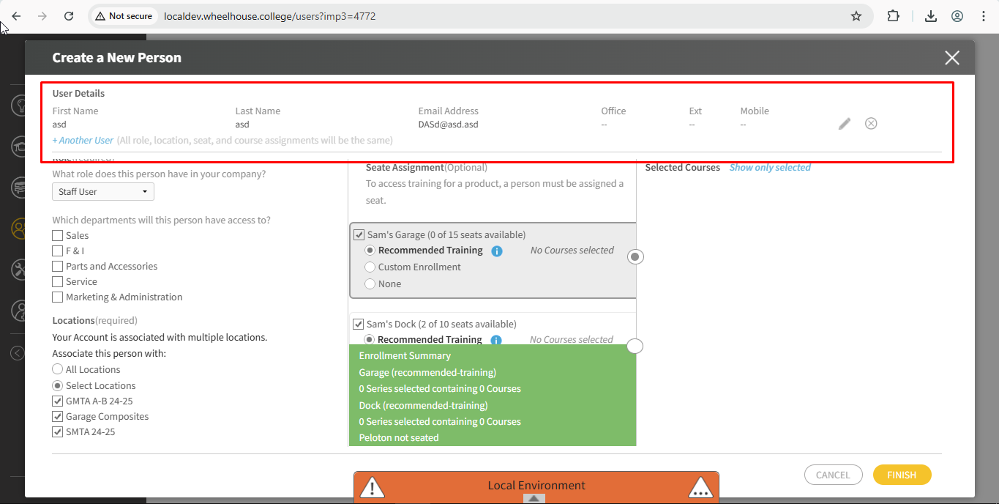 Not secure
localdev.wheelhouse.college/users?imp3=4772
Create a New Person
User Details
First Name Last Name Email Address Office Ext Mobile
asd asd DASd@asd.asd -- -- --
+ Another User (All role, location, seat, and course assignments will be the same)
Role(required)
What role does this person have in your company?
Staff User
Which departments will this person have access to?
Sales
F & I
Parts and Accessories
Service
Marketing & Administration
Locations(required)
Your Account is associated with multiple locations.
Associate this person with:
All Locations
Select Locations
GMTA A-B 24-25
Garage Composites
SMTA 24-25
Seate Assignment(Optional)
To access training for a product, a person must be assigned a
seat.
Sam's Garage (0 of 15 seats available)
Recommended Training i No Courses selected
Custom Enrollment
None
Sam's Dock (2 of 10 seats available)
Recommended Training i No Courses selected
Enrollment Summary
Garage (recommended-training)
0 Series selected containing 0 Courses
Dock (recommended-training)
0 Series selected containing 0 Courses
Peloton not seated
Selected Courses Show only selected
CANCEL FINISH
Local Environment